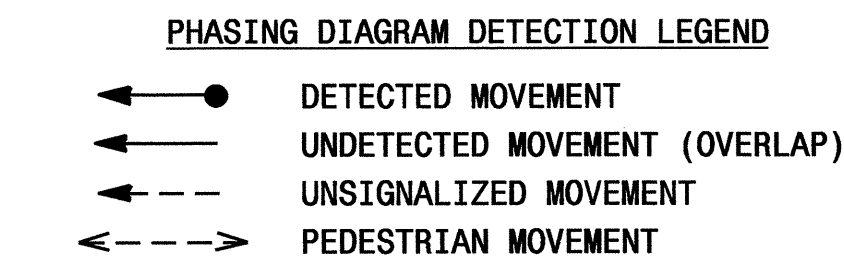 PHASING DIAGRAM DETECTION LEGEND
DETECTED MOVEMENT
UNDETECTED MOVEMENT (OVERLAP)
UNSIGNALIZED MOVEMENT
PEDESTRIAN MOVEMENT